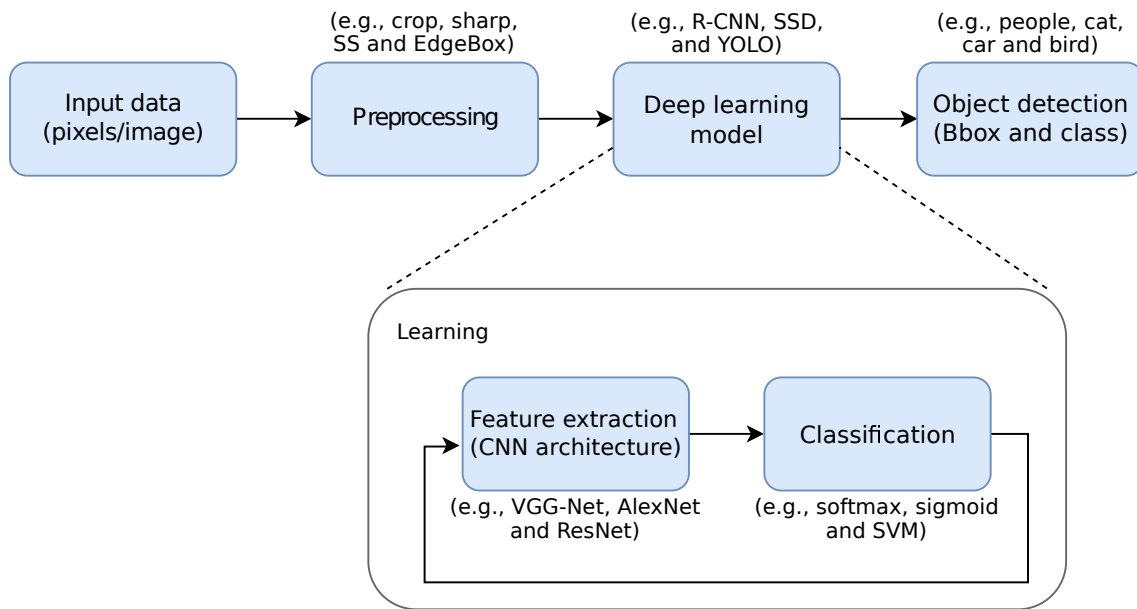 (e.g., crop, sharp,
SS and EdgeBox)
(e.g., R-CNN, SSD,
and YOLO)
(e.g., people, cat,
car and bird)
Input data
(pixels/image)
Preprocessing
Deep learning
model
Object detection
(Bbox and class)
Learning
Feature extraction
(CNN architecture)
Classification
(e.g., VGG-Net, AlexNet
and ResNet)
(e.g., softmax, sigmoid
and SVM)